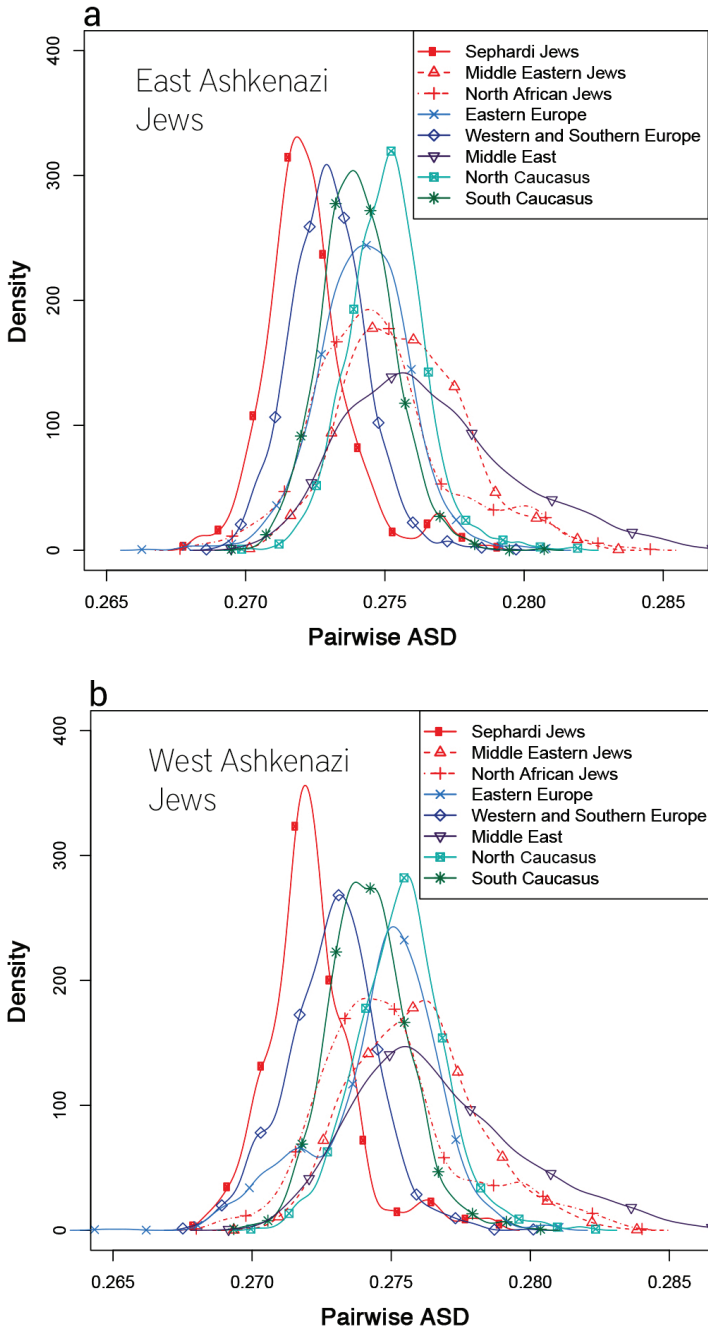 a
East Ashkenazi
Jews
Sephardi Jews
Middle Eastern Jews
North African Jews
Eastern Europe
Western and Southern Europe
Middle East
North Caucasus
South Caucasus
400
300
200
100
0
Density
0.265 0.270 0.275 0.280 0.285
Pairwise ASD
b
West Ashkenazi
Jews
Sephardi Jews
Middle Eastern Jews
North African Jews
Eastern Europe
Western and Southern Europe
Middle East
North Caucasus
South Caucasus
400
300
200
100
0
Density
0.265 0.270 0.275 0.280 0.285
Pairwise ASD